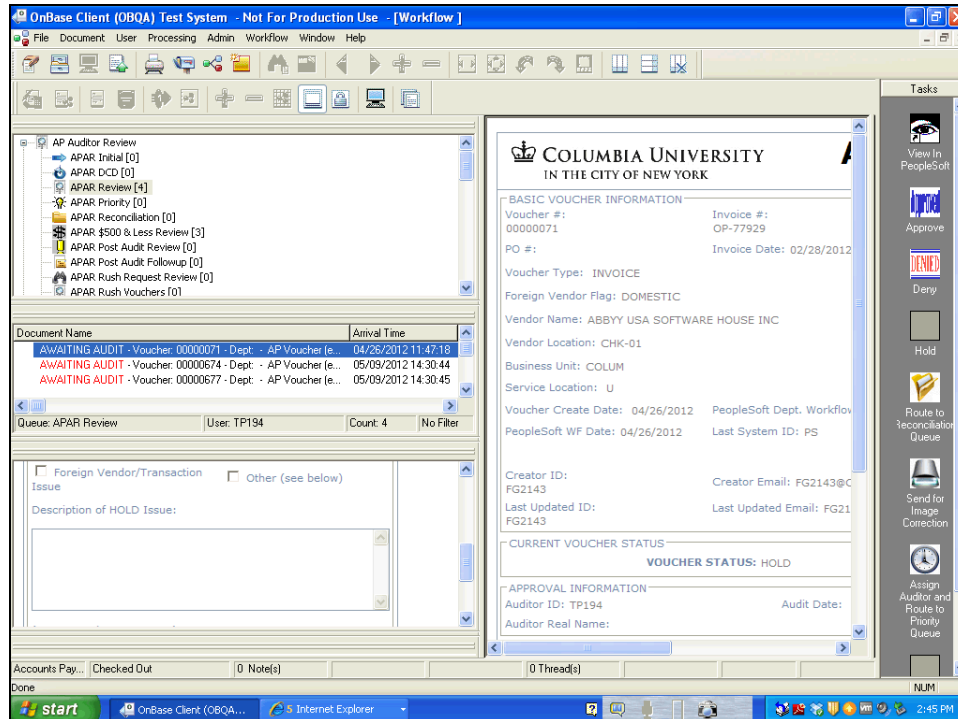 OnBase Client (OBQA) Test System - Not For Production Use - [Workflow ]
File Document User Processing Admin Workflow Window Help
Tasks
AP Auditor Review
APAR Initial [0]
APAR DCD [0]
APAR Review [4]
APAR Priority [0]
APAR Reconciliation [0]
APAR $500 & Less Review [3]
APAR Post Audit Review [0]
APAR Post Audit Followup [0]
APAR Rush Request Review [0]
APAR Rush Vouchers [0]
Document Name Arrival Time
AWAITING AUDIT - Voucher: 00000071 - Dept: - AP Voucher (e... 04/26/2012 11:47:18
AWAITING AUDIT - Voucher: 00000674 - Dept: - AP Voucher (e... 05/09/2012 14:30:44
AWAITING AUDIT - Voucher: 00000677 - Dept: - AP Voucher (e... 05/09/2012 14:30:45
Queue: APAR Review User: TP194 Count: 4 No Filter
Foreign Vendor/Transaction
Issue
Other (see below)
Description of HOLD Issue:
COLUMBIA UNIVERSITY
IN THE CITY OF NEW YORK
BASIC VOUCHER INFORMATION
Voucher #: Invoice #:
00000071 OP-77929
PO #: Invoice Date: 02/28/2012
Voucher Type: INVOICE
Foreign Vendor Flag: DOMESTIC
Vendor Name: ABBYY USA SOFTWARE HOUSE INC
Vendor Location: CHK-01
Business Unit: COLUM
Service Location: U
Voucher Create Date: 04/26/2012 PeopleSoft Dept. Workflow
PeopleSoft WF Date: 04/26/2012 Last System ID: PS
Creator ID:
FG2143
Creator Email: FG2143@C
Last Updated ID:
FG2143
Last Updated Email: FG21
CURRENT VOUCHER STATUS
VOUCHER STATUS: HOLD
APPROVAL INFORMATION
Auditor ID: TP194 Audit Date:
Auditor Real Name:
View In
PeopleSoft
Approved
Approve
DENIED
Deny
Hold
Route to
Reconciliation
Queue
Send for
Image
Correction
Assign
Auditor and
Route to
Priority
Queue
Accounts Pay... Checked Out 0 Note(s) 0 Thread(s)
Done NUM
start OnBase Client (OBQA... 5 Internet Explorer 2:45 PM